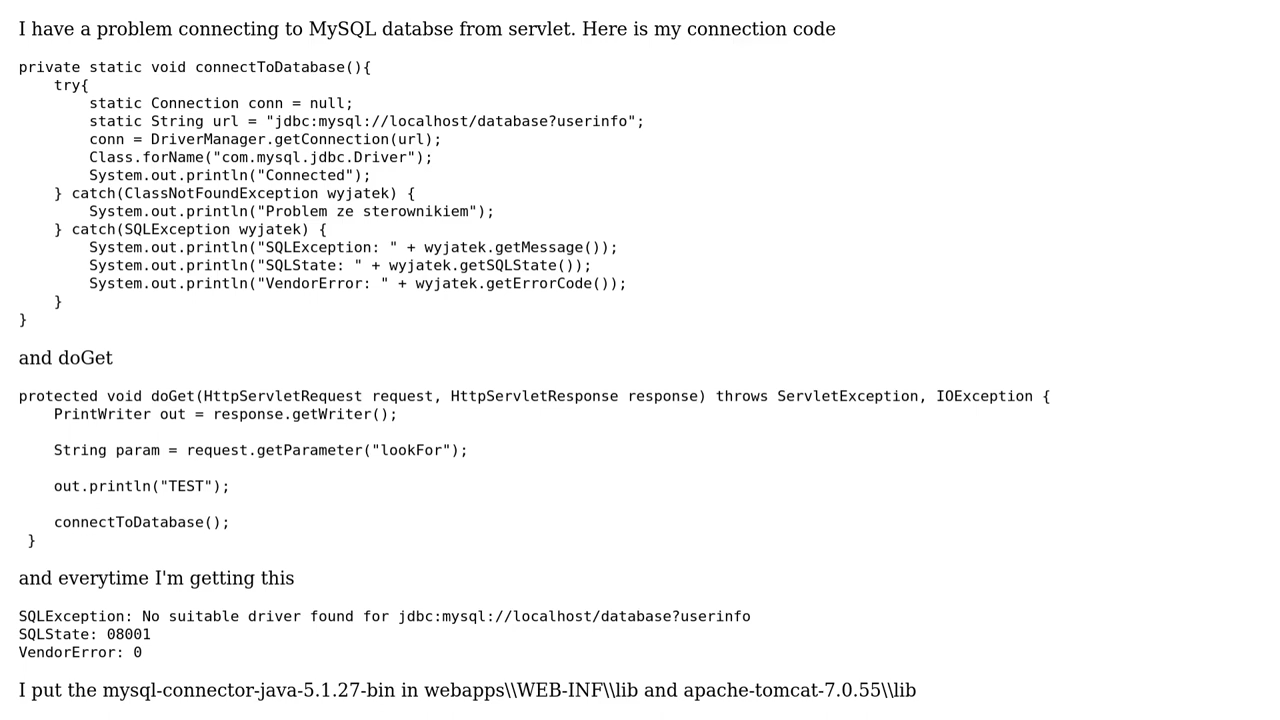 I have a problem connecting to MySQL databse from servlet. Here is my connection code
private static void connectToDatabase(){
    try{
        static Connection conn = null;
        static String url = "jdbc:mysql://localhost/database?userinfo";
        conn = DriverManager.getConnection(url);
        Class.forName("com.mysql.jdbc.Driver");
        System.out.println("Connected");
    } catch(ClassNotFoundException wyjatek) {
        System.out.println("Problem ze sterownikiem");
    } catch(SQLException wyjatek) {
        System.out.println("SQLException: " + wyjatek.getMessage());
        System.out.println("SQLState: " + wyjatek.getSQLState());
        System.out.println("VendorError: " + wyjatek.getErrorCode());
    }
}
and doGet
protected void doGet(HttpServletRequest request, HttpServletResponse response) throws ServletException, IOException {
    PrintWriter out = response.getWriter();
    String param = request.getParameter("lookFor");
    out.println("TEST");
    connectToDatabase();
 }
and everytime I'm getting this
SQLException: No suitable driver found for jdbc:mysql://localhost/database?userinfo
SQLState: 08001
VendorError: 0
I put the mysql-connector-java-5.1.27-bin in webapps\\WEB-INF\\lib and apache-tomcat-7.0.55\\lib